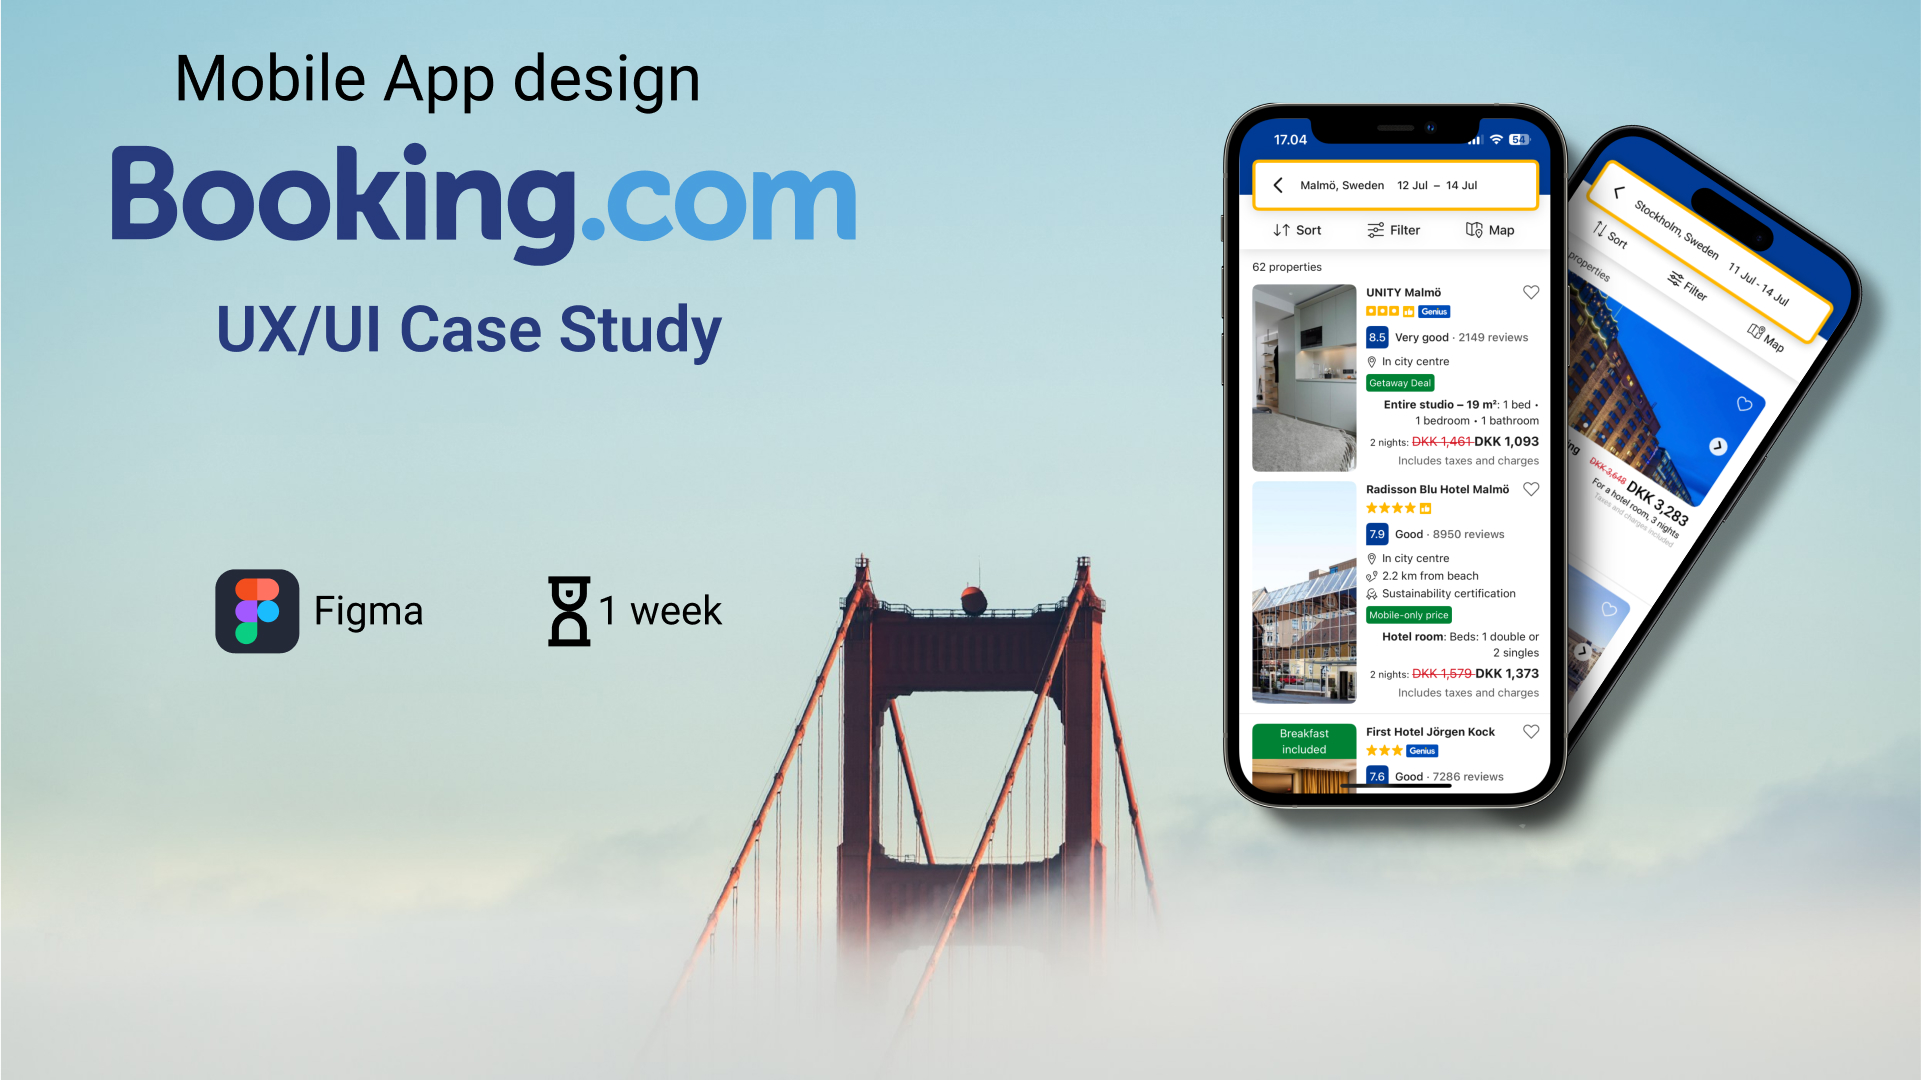 Mobile App design
Booking.com
UX/UI Case Study
Figma
1 week
17.04
54
Malmö, Sweden 12 Jul – 14 Jul
Sort
Filter
Map
62 properties
UNITY Malmö
Genius
8.5 Very good · 2149 reviews
In city centre
Getaway Deal
Entire studio – 19 m²: 1 bed •
1 bedroom • 1 bathroom
2 nights: DKK 1,461 DKK 1,093
Includes taxes and charges
Radisson Blu Hotel Malmö
7.9 Good · 8950 reviews
In city centre
2.2 km from beach
Sustainability certification
Mobile-only price
Hotel room: Beds: 1 double or
2 singles
2 nights: DKK 1,579 DKK 1,373
Includes taxes and charges
Breakfast
included
First Hotel Jörgen Kock
Genius
7.6 Good · 7286 reviews
Stockholm, Sweden 11 Jul - 14 Jul
Sort
Filter
Map
properties
ng
DKK 3,648 DKK 3,283
For a hotel room, 3 nights
Taxes and charges included